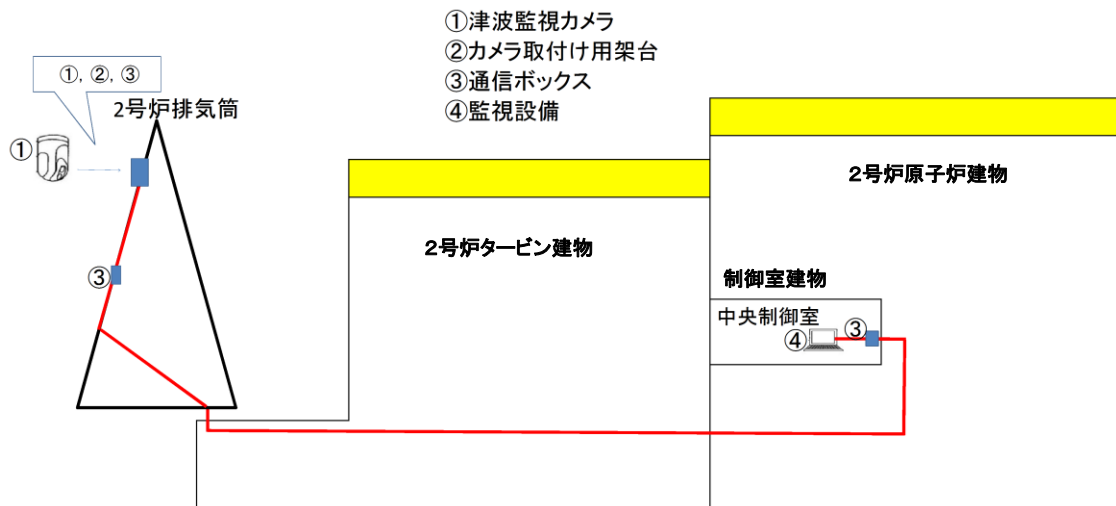 ①津波監視カメラ
②カメラ取付け用架台
③通信ボックス
④監視設備
①, ②, ③
2号炉排気筒
①
2号炉原子炉建物
2号炉タービン建物
③
制御室建物
中央制御室
③
④